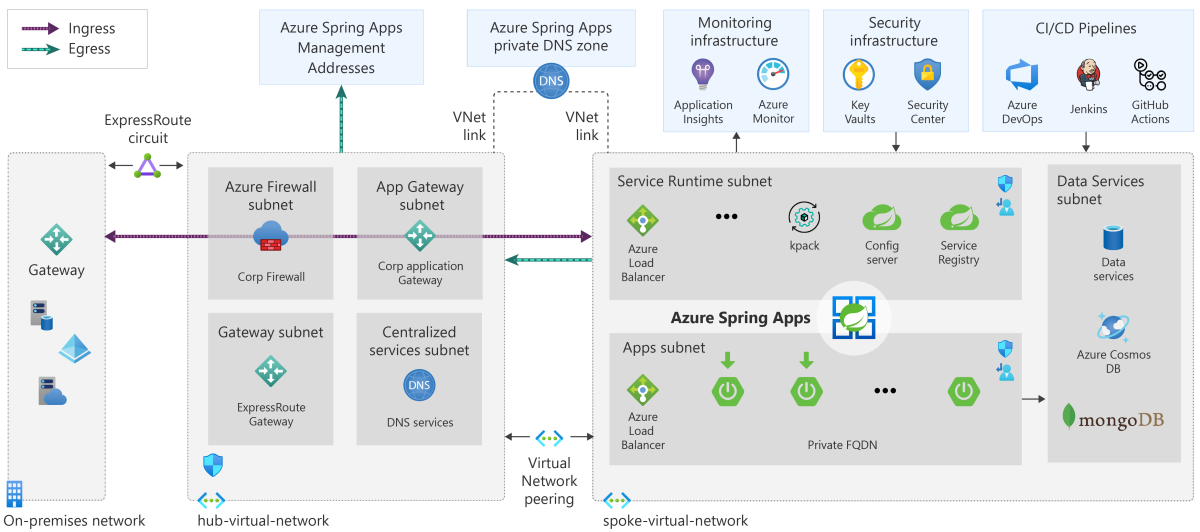 Ingress
Egress
Azure Spring Apps
Management
Addresses
Azure Spring Apps
private DNS zone
DNS
Monitoring
infrastructure
Application
Insights
Azure
Monitor
Security
infrastructure
Key
Vaults
Security
Center
CI/CD Pipelines
Azure
DevOps
Jenkins
GitHub
Actions
ExpressRoute
circuit
VNet
link
VNet
link
Gateway
Azure Firewall
subnet
Corp Firewall
App Gateway
subnet
Corp application
Gateway
Gateway subnet
ExpressRoute
Gateway
Centralized
services subnet
DNS
DNS services
Virtual
Network
peering
Service Runtime subnet
Azure
Load
Balancer
kpack
Config
server
Service
Registry
Azure Spring Apps
Apps subnet
Azure
Load
Balancer
Private FQDN
Data Services
subnet
Data
services
Azure Cosmos
DB
mongoDB
On-premises network
hub-virtual-network
spoke-virtual-network